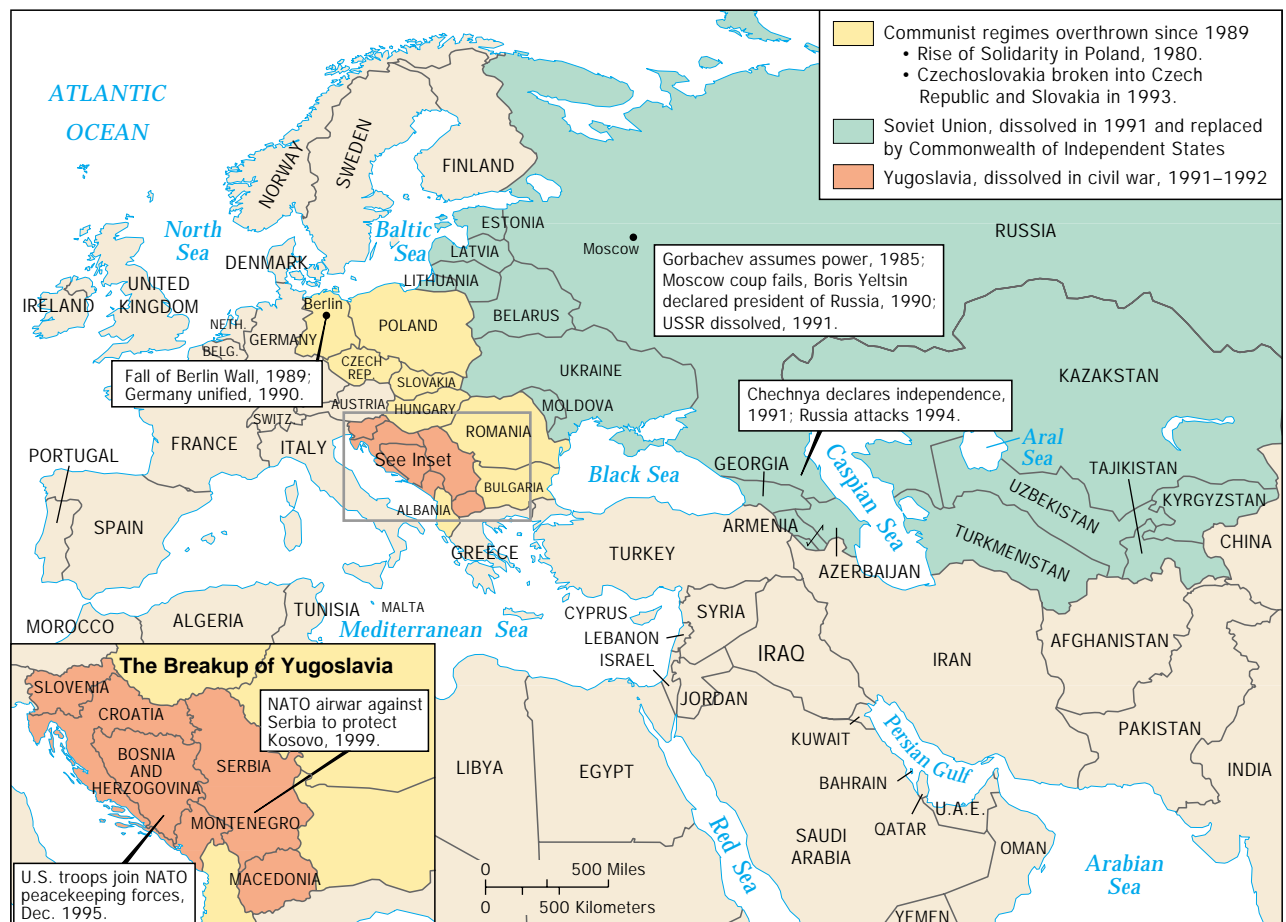 Communist regimes overthrown since 1989
• Rise of Solidarity in Poland, 1980.
• Czechoslovakia broken into Czech
Republic and Slovakia in 1993.
Soviet Union, dissolved in 1991 and replaced
by Commonwealth of Independent States
Yugoslavia, dissolved in civil war, 1991–1992
ATLANTIC
OCEAN
NORWAY
SWEDEN
FINLAND
North
Sea
Baltic
Sea
ESTONIA
LATVIA
LITHUANIA
Moscow
RUSSIA
Gorbachev assumes power, 1985;
Moscow coup fails, Boris Yeltsin
declared president of Russia, 1990;
USSR dissolved, 1991.
DENMARK
IRELAND
UNITED
KINGDOM
NETH.
BELG.
GERMANY
Berlin
POLAND
BELARUS
CZECH
REP.
SLOVAKIA
UKRAINE
KAZAKSTAN
Fall of Berlin Wall, 1989;
Germany unified, 1990.
AUSTRIA
HUNGARY
MOLDOVA
Chechnya declares independence,
1991; Russia attacks 1994.
SWITZ.
FRANCE
ITALY
ROMANIA
See Inset
PORTUGAL
SPAIN
BULGARIA
ALBANIA
GREECE
Black Sea
GEORGIA
Caspian Sea
Aral
Sea
TAJIKISTAN
UZBEKISTAN
KYRGYZSTAN
TURKMENISTAN
CHINA
ARMENIA
AZERBAIJAN
TURKEY
MOROCCO
ALGERIA
TUNISIA
MALTA
Mediterranean Sea
CYPRUS
LEBANON
ISRAEL
SYRIA
IRAQ
IRAN
AFGHANISTAN
JORDAN
KUWAIT
PAKISTAN
INDIA
Persian Gulf
BAHRAIN
QATAR
U.A.E.
LIBYA
EGYPT
Red Sea
SAUDI
ARABIA
OMAN
YEMEN
Arabian
Sea
The Breakup of Yugoslavia
SLOVENIA
CROATIA
NATO airwar against
Serbia to protect
Kosovo, 1999.
BOSNIA
AND
HERZOGOVINA
SERBIA
MONTENEGRO
MACEDONIA
U.S. troops join NATO
peacekeeping forces,
Dec. 1995.
0 500 Miles
0 500 Kilometers